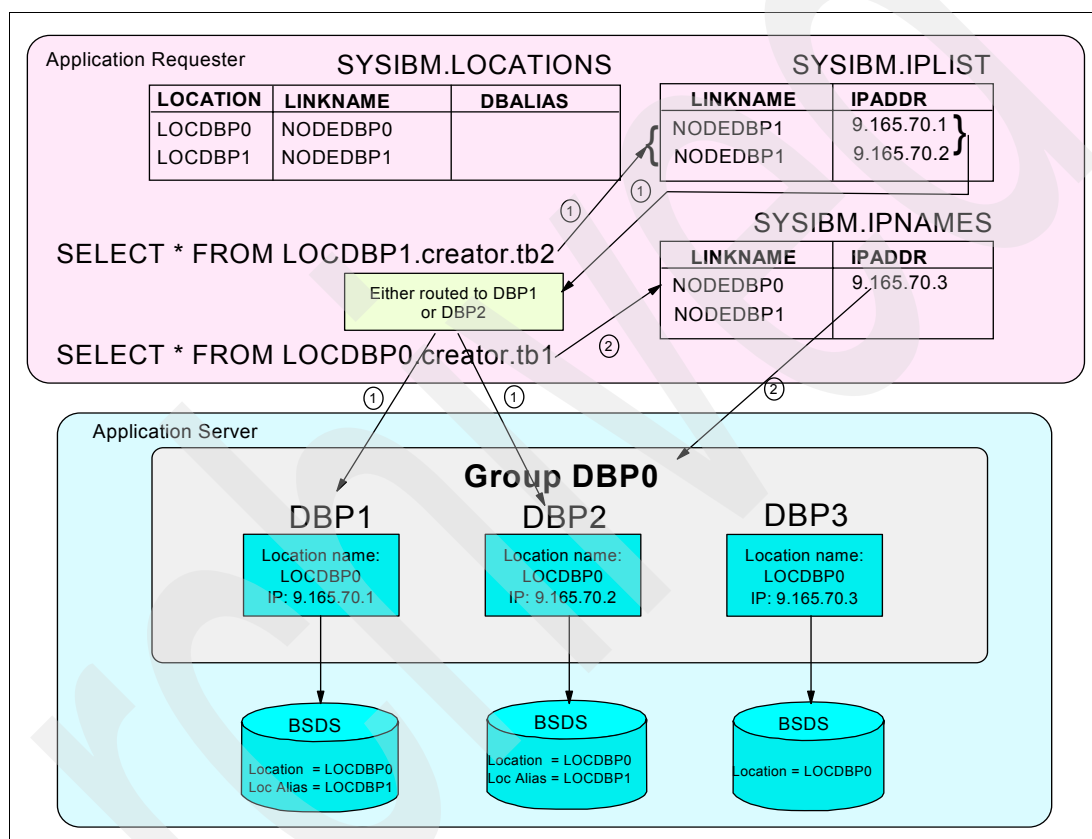 Application Requester
SYSIBM.LOCATIONS
LOCATION LINKNAME DBALIAS
LOCDBP0 NODEDBP0
LOCDBP1 NODEDBP1
SYSIBM.IPLIST
LINKNAME IPADDR
NODEDBP1 9.165.70.1
NODEDBP1 9.165.70.2
1
1
SYSIBM.IPNAMES
LINKNAME IPADDR
NODEDBP0 9.165.70.3
NODEDBP1
SELECT * FROM LOCDBP1.creator.tb2
Either routed to DBP1
or DBP2
SELECT * FROM LOCDBP0.creator.tb1
2
1
1
2
Application Server
Group DBP0
DBP1
Location name:
LOCDBP0
IP: 9.165.70.1
DBP2
Location name:
LOCDBP0
IP: 9.165.70.2
DBP3
Location name:
LOCDBP0
IP: 9.165.70.3
BSDS
Location = LOCDBP0
Loc Alias = LOCDBP1
BSDS
Location = LOCDBP0
Loc Alias = LOCDBP1
BSDS
Location = LOCDBP0